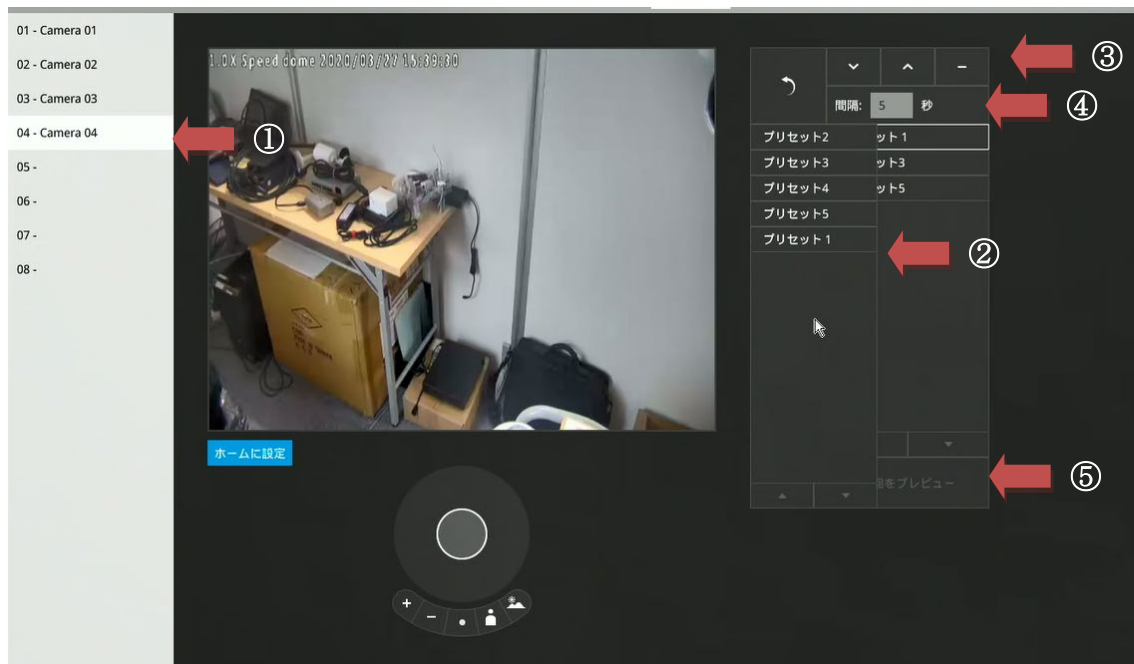 01 - Camera 01
02 - Camera 02
03 - Camera 03
04 - Camera 04
05 -
06 -
07 -
08 -
1.0X Speed dome 2020/03/27 15:39:30
ホームに設定
間隔: 5 秒
プリセット2
プリセット3
プリセット4
プリセット5
プリセット1
ット1
ット3
ット5
をプレビュー
①
②
③
④
⑤